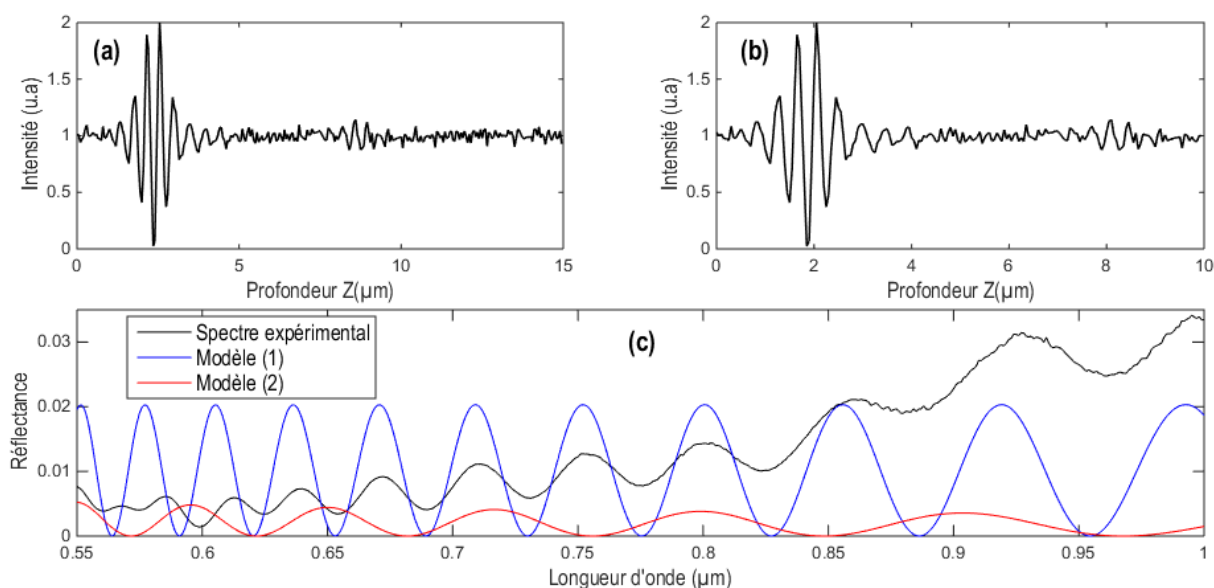 2
1.5
1
0.5
0
Intensité (u.a)
(a)
0 5 10 15
Profondeur Z(µm)
2
1.5
1
0.5
0
Intensité (u.a)
(b)
0 2 4 6 8 10
Profondeur Z(µm)
Spectre expérimental
Modèle (1)
Modèle (2)
(c)
0.03
0.02
0.01
0
Réflectance
0.55 0.6 0.65 0.7 0.75 0.8 0.85 0.9 0.95 1
Longueur d'onde (µm)